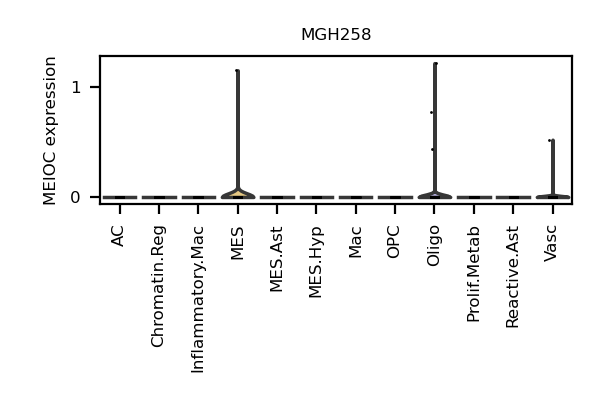 MGH258
MEIOC expression
1
0
AC
Chromatin.Reg
Inflammatory.Mac
MES
MES.Ast
MES.Hyp
Mac
OPC
Oligo
Prolif.Metab
Reactive.Ast
Vasc